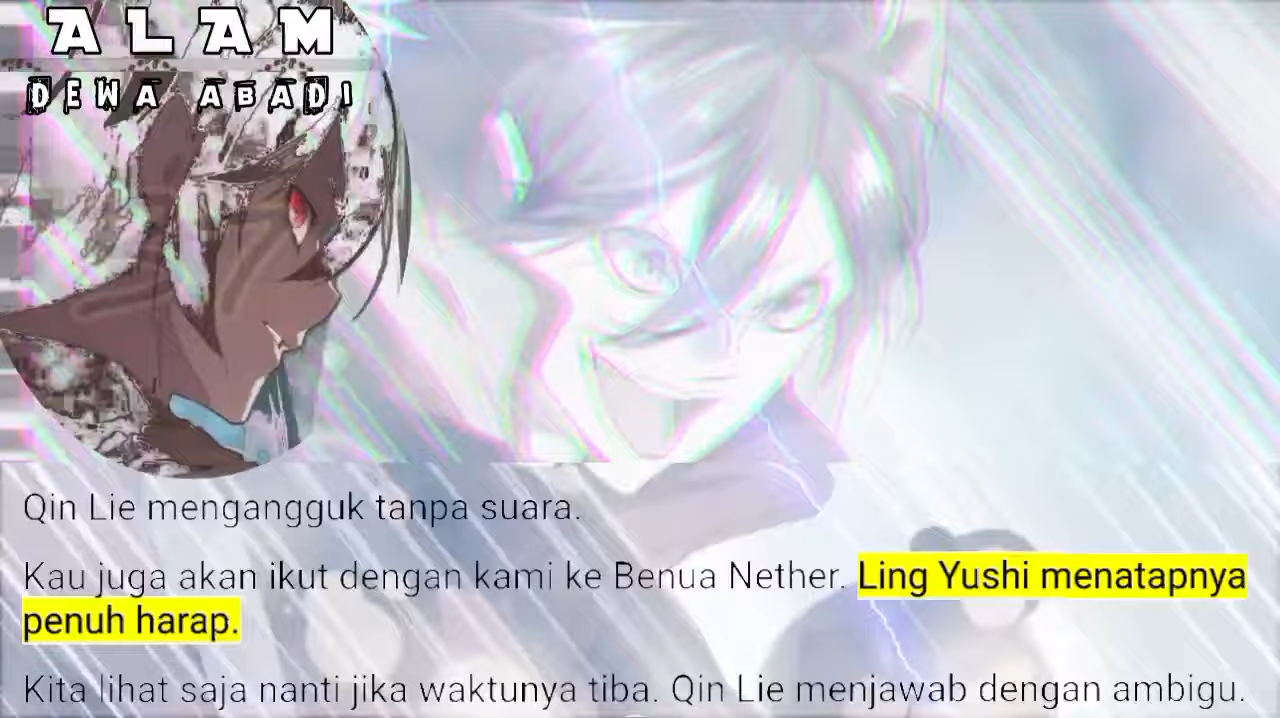 ALAM
DEWA ABADI
Qin Lie mengangguk tanpa suara.
Kau juga akan ikut dengan kami ke Benua Nether. Ling Yushi menatapnya
penuh harap.
Kita lihat saja nanti jika waktunya tiba. Qin Lie menjawab dengan ambigu.